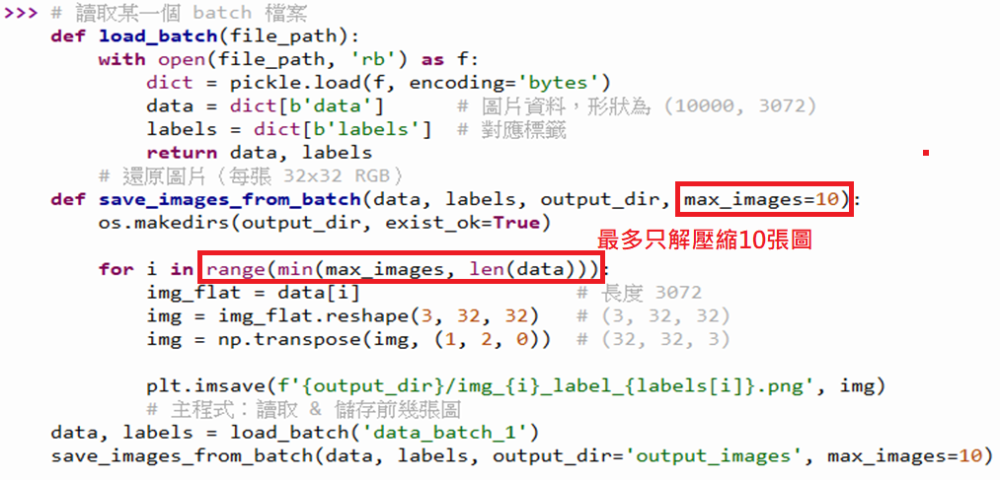 >>> # 讀取某一個 batch 檔案
def load_batch(file_path):
    with open(file_path, 'rb') as f:
        dict = pickle.load(f, encoding='bytes')
        data = dict[b'data']      # 圖片資料，形狀為 (10000, 3072)
        labels = dict[b'labels']  # 對應標籤
        return data, labels
    # 還原圖片（每張 32x32 RGB）
def save_images_from_batch(data, labels, output_dir, max_images=10):
    os.makedirs(output_dir, exist_ok=True)
最多只解壓縮10張圖
    for i in range(min(max_images, len(data))):
        img_flat = data[i]                  # 長度 3072
        img = img_flat.reshape(3, 32, 32)   # (3, 32, 32)
        img = np.transpose(img, (1, 2, 0))  # (32, 32, 3)
        plt.imsave(f'{output_dir}/img_{i}_label_{labels[i]}.png', img)
        # 主程式：讀取 & 儲存前幾張圖
data, labels = load_batch('data_batch_1')
save_images_from_batch(data, labels, output_dir='output_images', max_images=10)